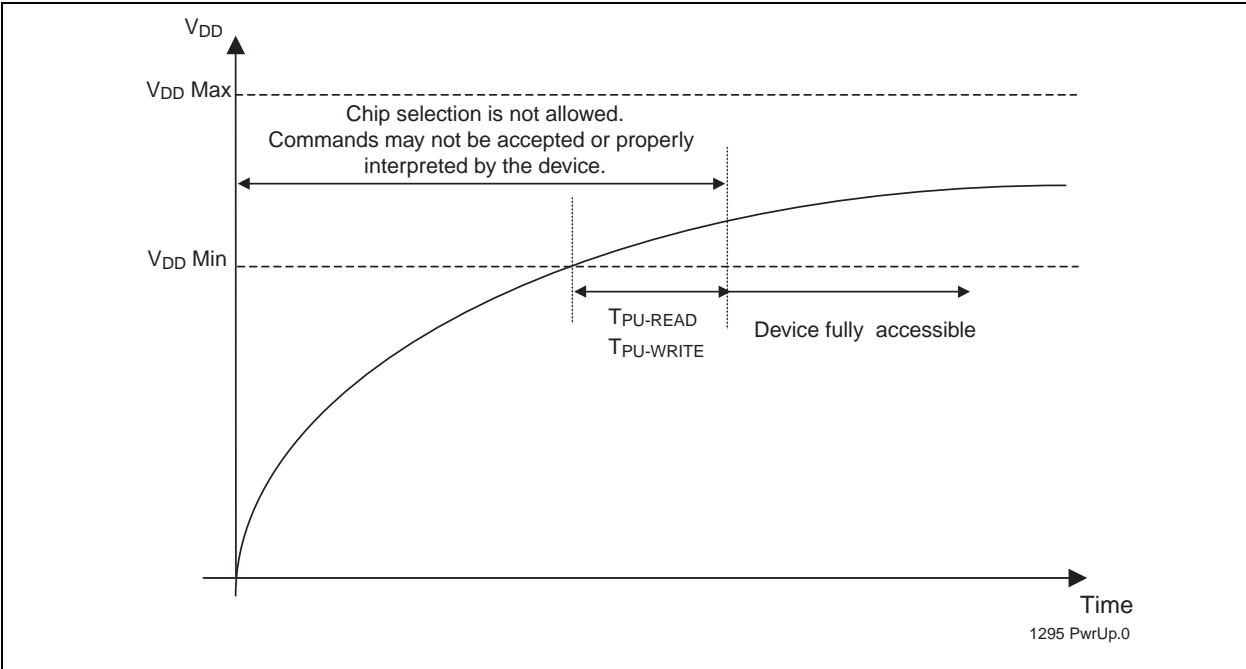 VDD
VDD Max
Chip selection is not allowed.
Commands may not be accepted or properly
interpreted by the device.
VDD Min
TPU-READ
TPU-WRITE
Device fully accessible
Time
1295 PwrUp.0